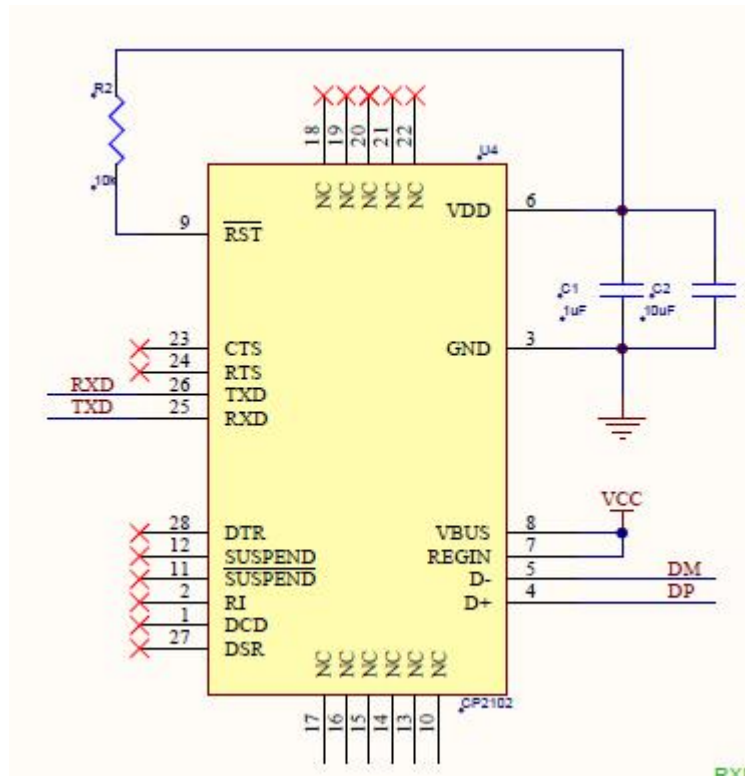 R2
10k
18 19 20 21 22
NC NC NC NC NC
U4
VDD 6
9 RST
C1 C2
1uF 10uF
23 CTS
GND 3
24 RTS
RXD 26 TXD
TXD 25 RXD
VCC
28 DTR
VBUS 8
12 SUSPEND
REGIN 7
11 SUSPEND
D- 5 DM
2 RI
D+ 4 DP
1 DCD
27 DSR
NC NC NC NC NC NC
CP2102
17 16 15 14 13 10